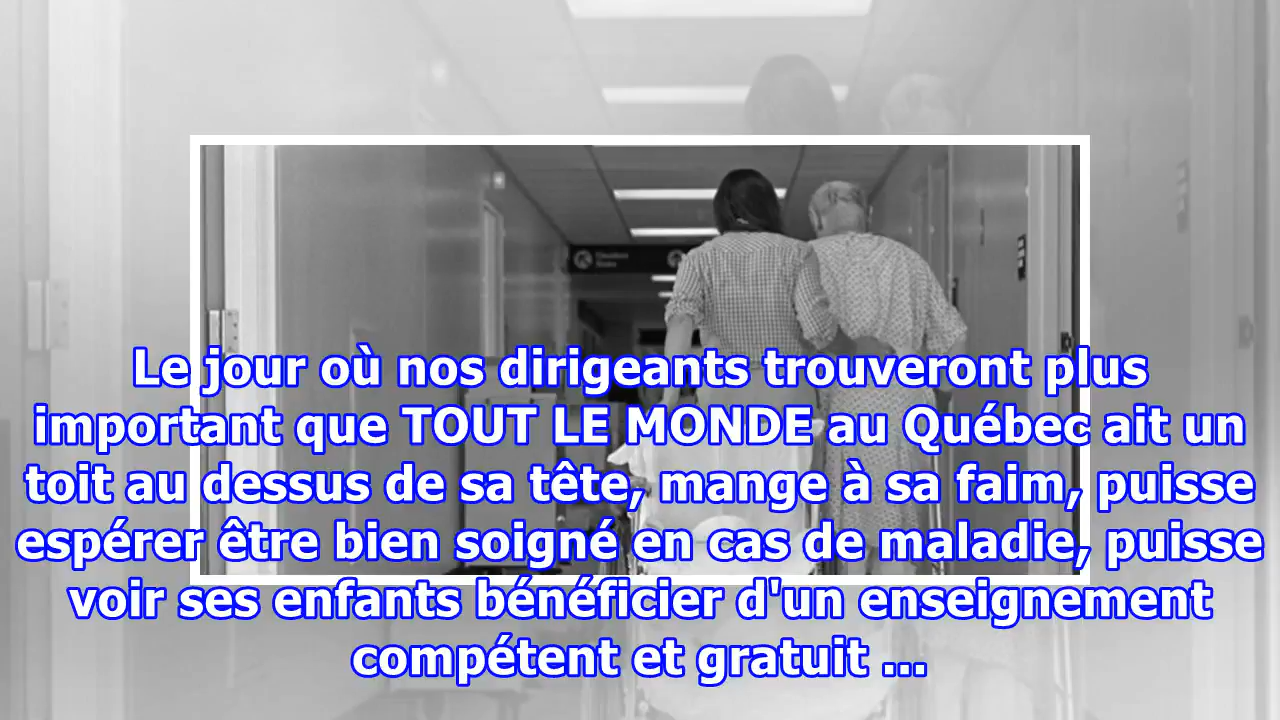 Le jour où nos dirigeants trouveront plus
important que TOUT LE MONDE au Québec ait un
toit au dessus de sa tête, mange à sa faim, puisse
espérer être bien soigné en cas de maladie, puisse
voir ses enfants bénéficier d'un enseignement
compétent et gratuit ...